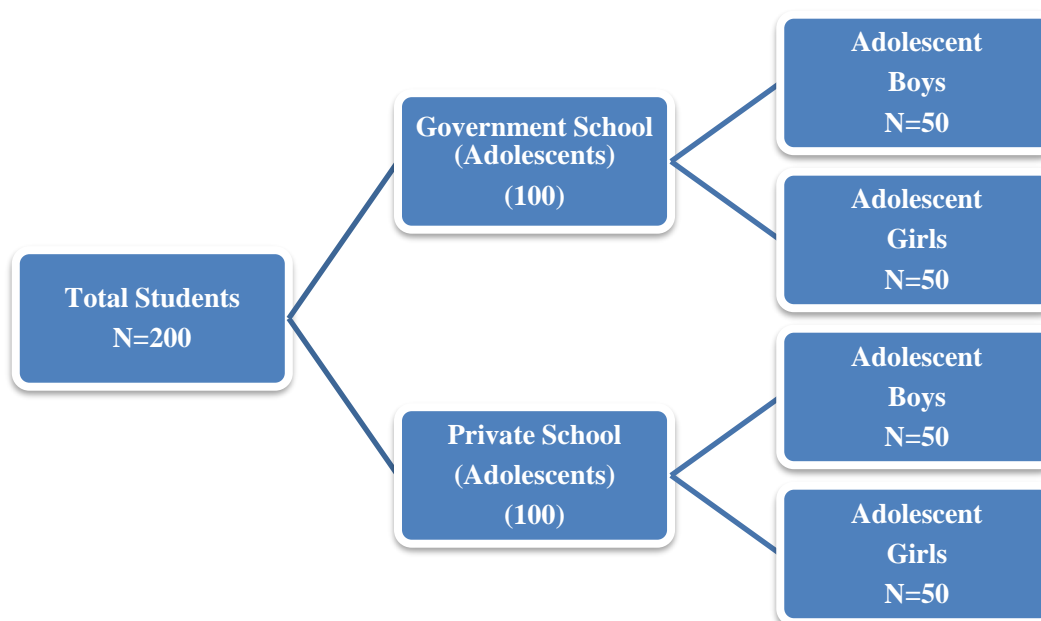 Total Students
N=200
Government School
(Adolescents)
(100)
Adolescent
Boys
N=50
Adolescent
Girls
N=50
Private School
(Adolescents)
(100)
Adolescent
Boys
N=50
Adolescent
Girls
N=50